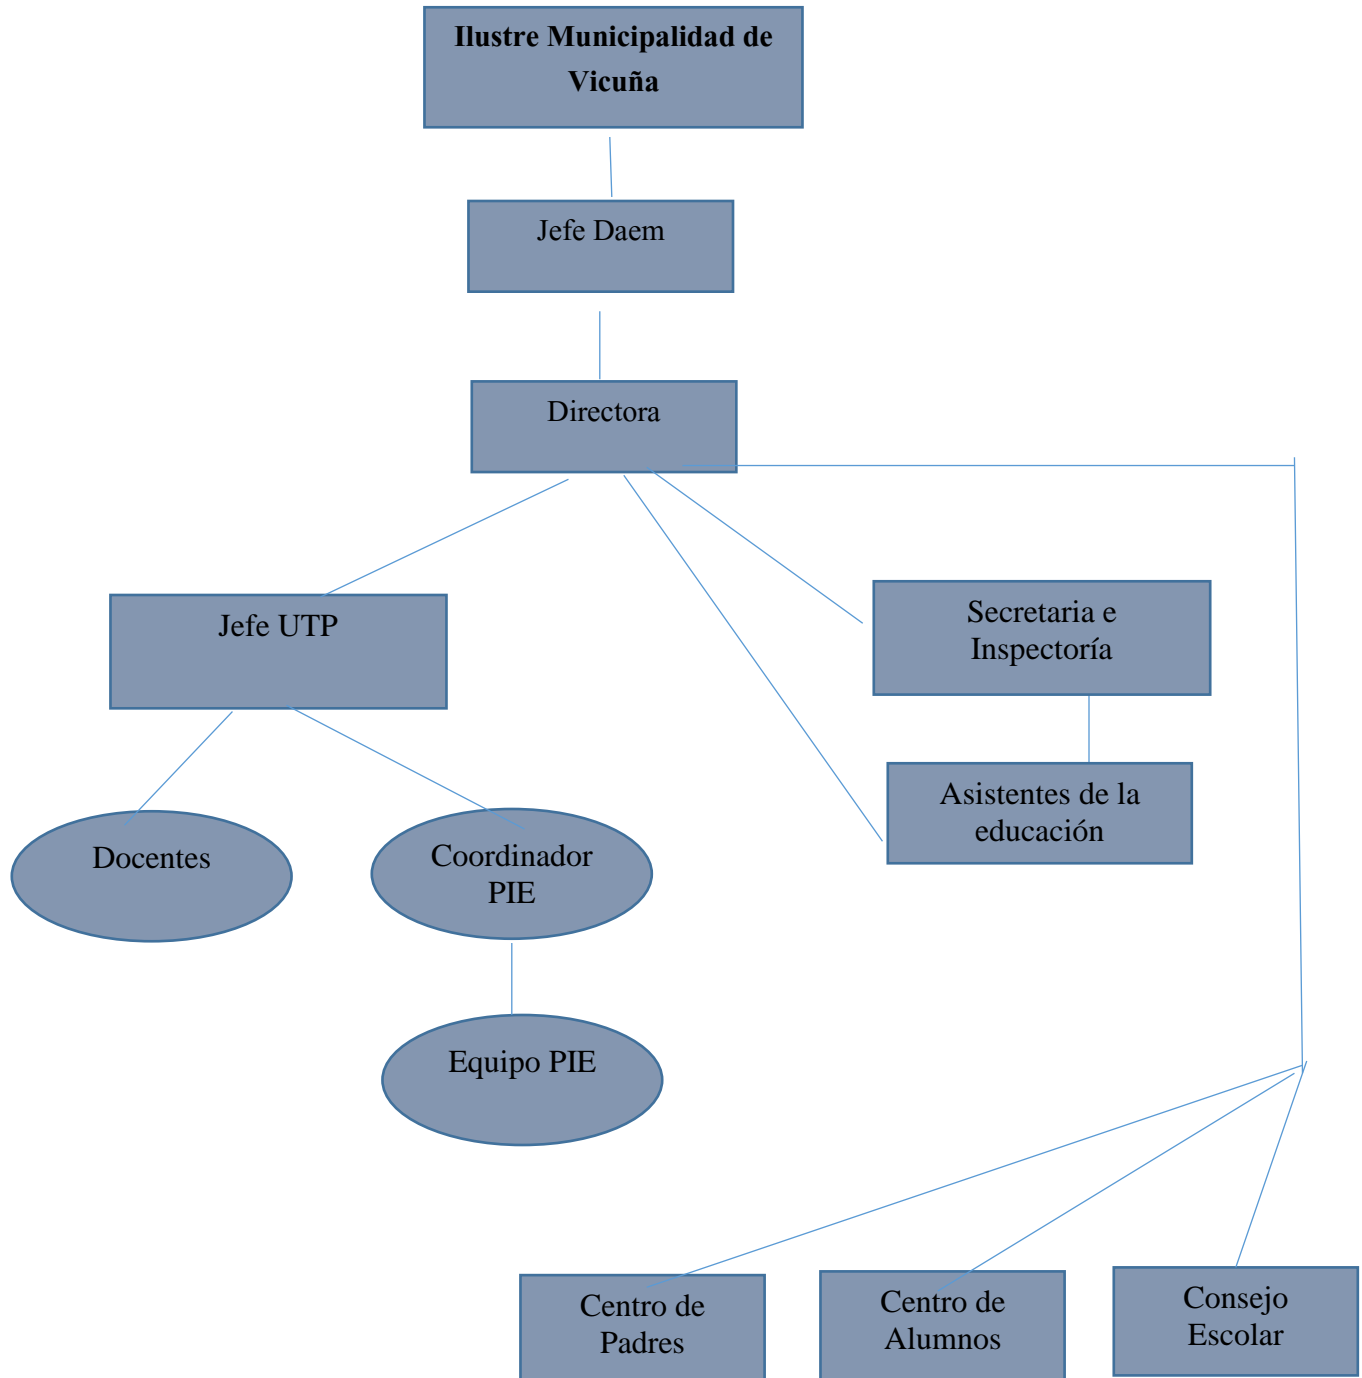 Ilustre Municipalidad de
Vicuña
Jefe Daem
Directora
Jefe UTP
Secretaria e
Inspectoría
Asistentes de la
educación
Docentes
Coordinador
PIE
Equipo PIE
Centro de
Padres
Centro de
Alumnos
Consejo
Escolar